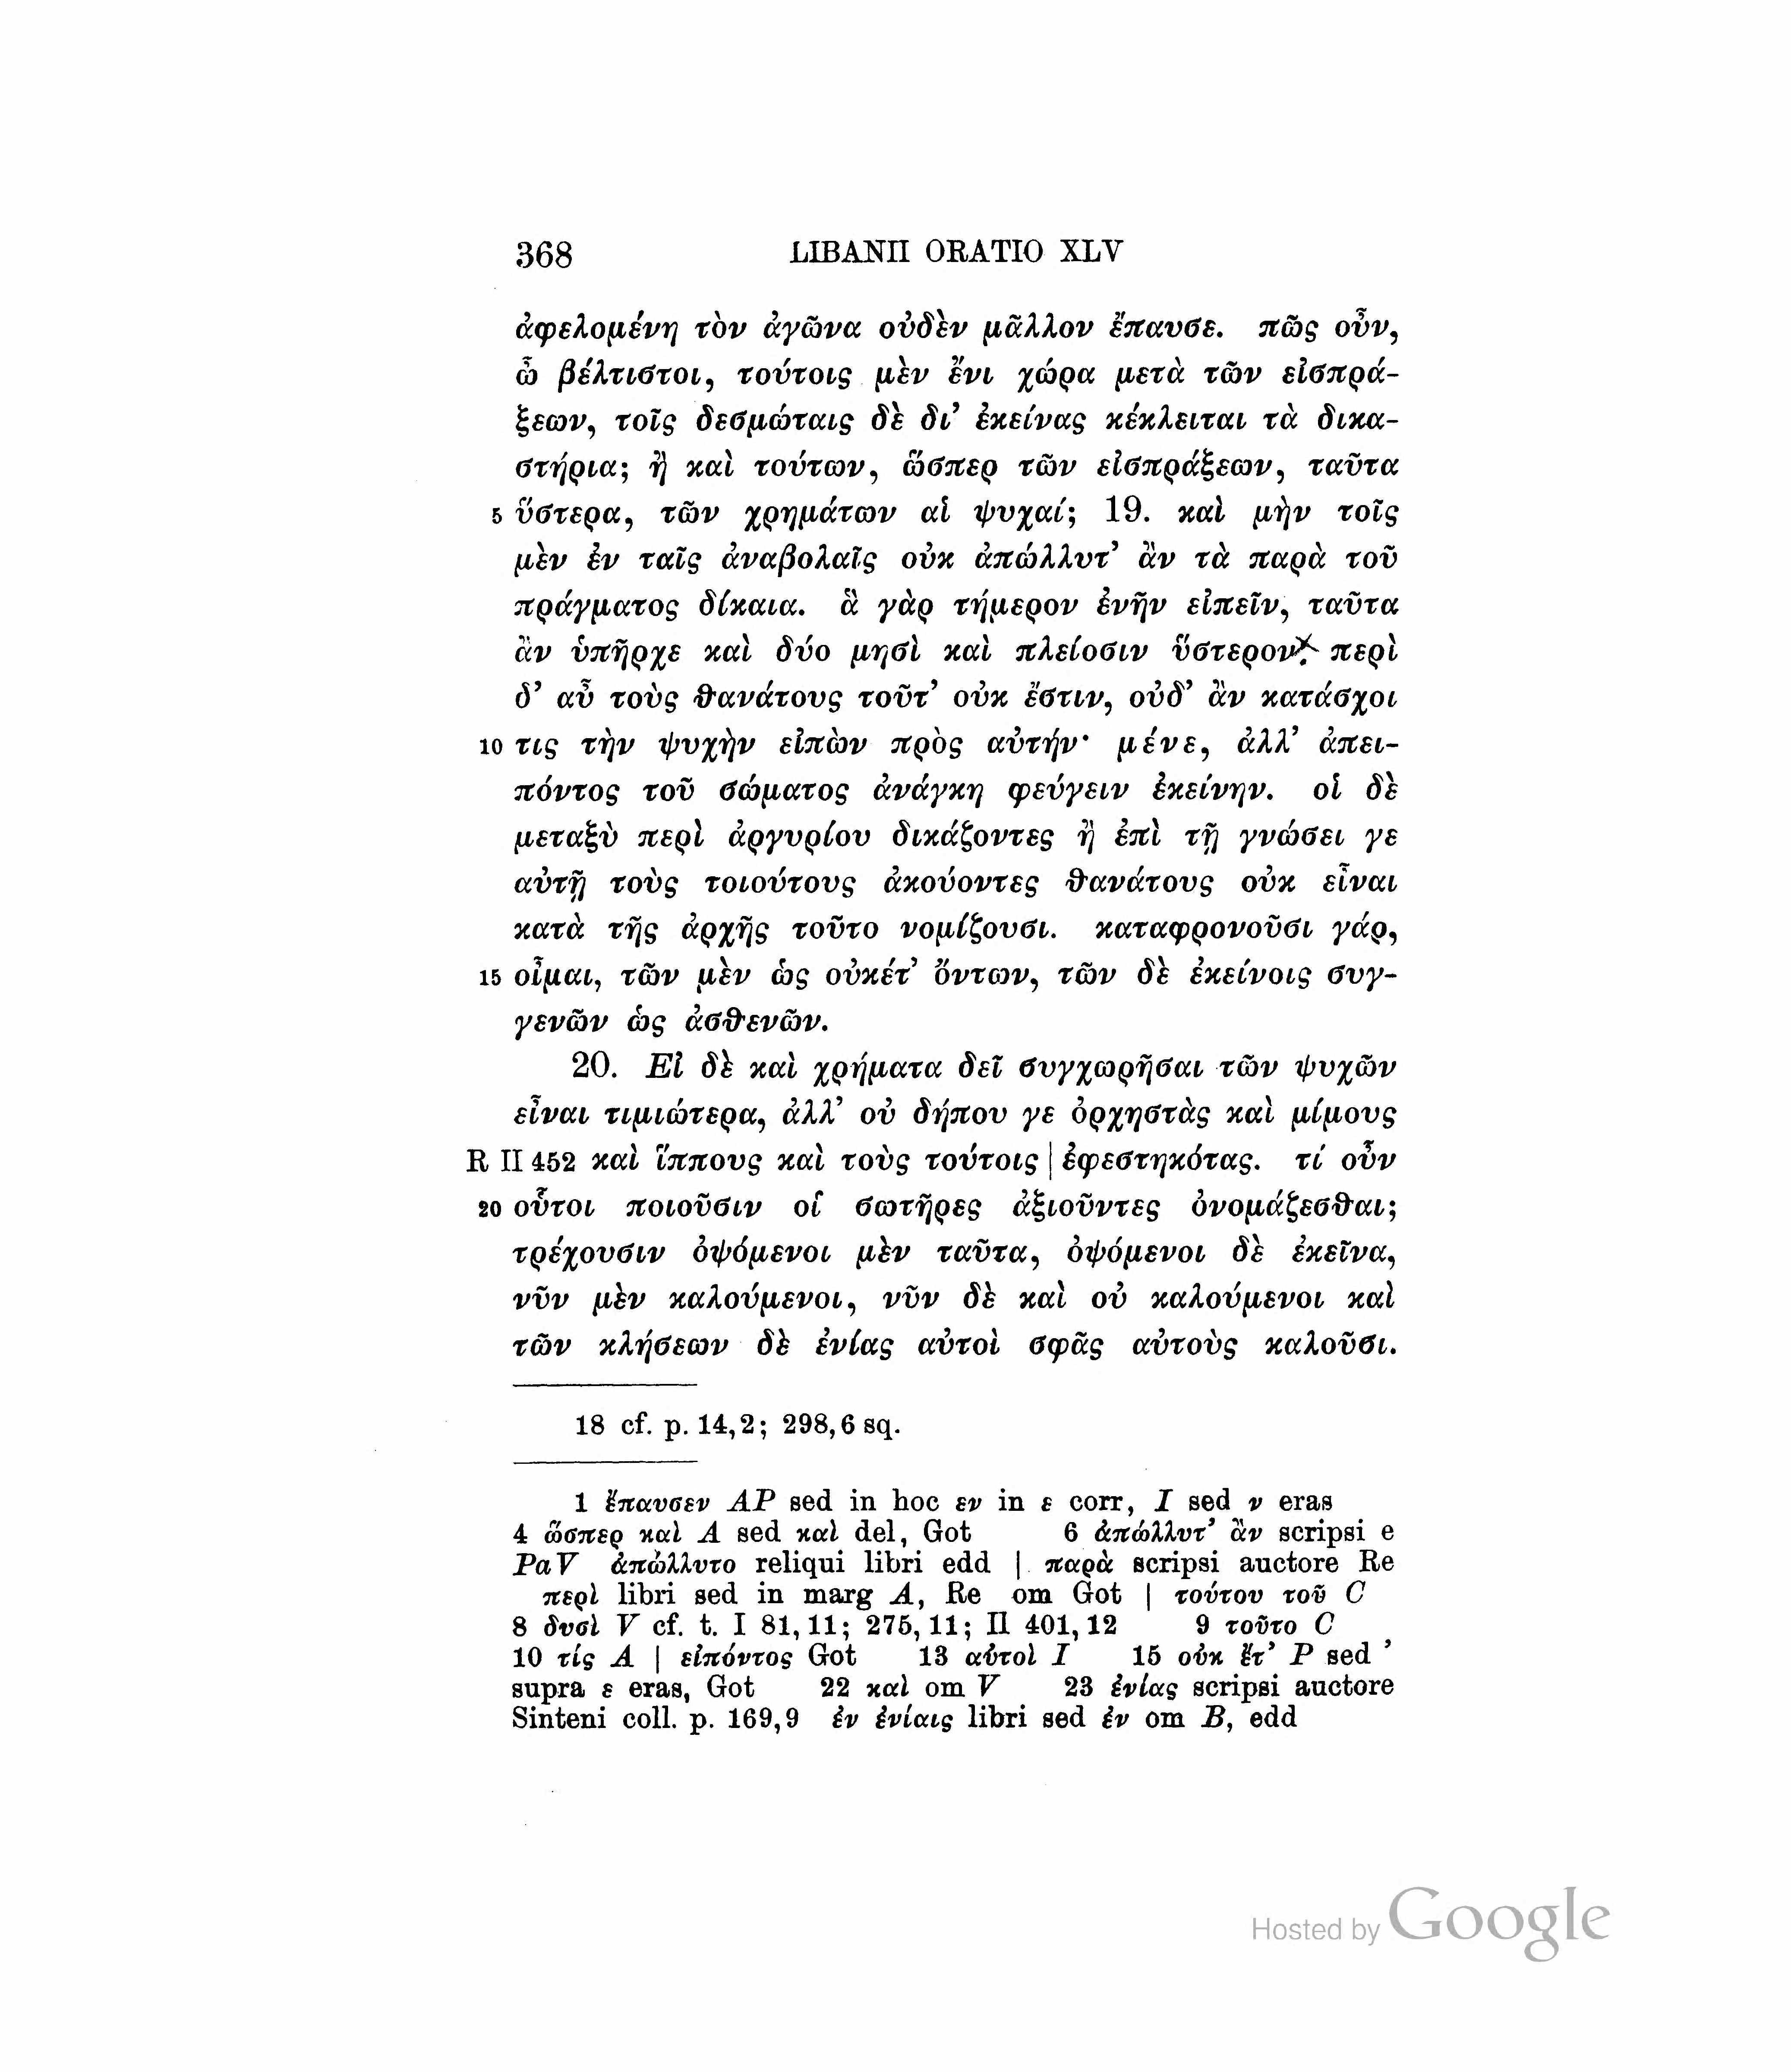 368 LIBANII ORATIO XLV
ἀφελομένη τὸν ἀγῶνα οὐδὲν μᾶλλον ἔπαυσε. πῶς οὖν,
ὦ βέλτιστοι, τούτοις μὲν ἔνι χώρα μετὰ τῶν εἰσπρά-
ξεων, τοῖς δεσμώταις δὲ δι’ ἐκείνας κέκλειται τὰ δικα-
στήρια; ἢ καὶ τούτων, ὥσπερ τῶν εἰσπράξεων, ταῦτα
5 ὕστερα, τῶν χρημάτων αἱ ψυχαί; 19. καὶ μὴν τοῖς
μὲν ἐν ταῖς ἀναβολαῖς οὐκ ἀπώλλυτ’ ἂν τὰ παρὰ τοῦ
πράγματος δίκαια. ἃ γὰρ τήμερον ἐνῆν εἰπεῖν, ταῦτα
ἂν ὑπῆρχε καὶ δύο μησὶ καὶ πλείοσιν ὕστερον. περὶ
δ’ αὖ τοὺς θανάτους τοῦτ’ οὐκ ἔστιν, οὐδ’ ἂν κατάσχοι
10 τις τὴν ψυχὴν εἰπὼν πρὸς αὐτήν· μένε, ἀλλ’ ἀπει-
πόντος τοῦ σώματος ἀνάγκη φεύγειν ἐκείνην. οἱ δὲ
μεταξὺ περὶ ἀργυρίου δικάζοντες ἢ ἐπὶ τῇ γνώσει γε
αὐτῇ τοὺς τοιούτους ἀκούοντες θανάτους οὐκ εἶναι
κατὰ τῆς ἀρχῆς τοῦτο νομίζουσι. καταφρονοῦσι γάρ,
15 οἶμαι, τῶν μὲν ὡς οὐκέτ’ ὄντων, τῶν δὲ ἐκείνοις συγ-
γενῶν ὡς ἀσθενῶν.
20. Εἰ δὲ καὶ χρήματα δεῖ συγχωρῆσαι τῶν ψυχῶν
εἶναι τιμιώτερα, ἀλλ’ οὐ δήπου γε ὀρχηστὰς καὶ μίμους
R II 452 καὶ ἵππους καὶ τοὺς τούτοις | ἐφεστηκότας. τί οὖν
20 οὗτοι ποιοῦσιν οἵ σωτῆρες ἀξιοῦντες ὀνομάζεσθαι;
τρέχουσιν ὀψόμενοι μὲν ταῦτα, ὀψόμενοι δὲ ἐκεῖνα,
νῦν μὲν καλούμενοι, νῦν δὲ καὶ οὐ καλούμενοι καὶ
τῶν κλήσεων δὲ ἐνίας αὐτοὶ σφᾶς αὐτοὺς καλοῦσι.
18 cf. p. 14,2; 298,6 sq.
1 ἔπαυσεν AP sed in hoc εν in ε corr, I sed ν eras
4 ὥσπερ καὶ A sed καὶ del, Got 6 ἀπώλλυτ’ ἂν scripsi e
PaV ἀπώλλυτο reliqui libri edd | παρὰ scripsi auctore Re
περὶ libri sed in marg A, Re om Got | τούτου τοῦ C
8 δυσὶ V cf. t. I 81,11; 275,11; II 401,12 9 τοῦτο C
10 τίς A | εἰπόντος Got 13 αὐτοὶ I 15 οὐκ ἔτ’ P sed ’
supra ε eras, Got 22 καὶ om V 23 ἐνίας scripsi auctore
Sinteni coll. p. 169,9 ἐν ἐνίαις libri sed ἐν om B, edd
Hosted by Google